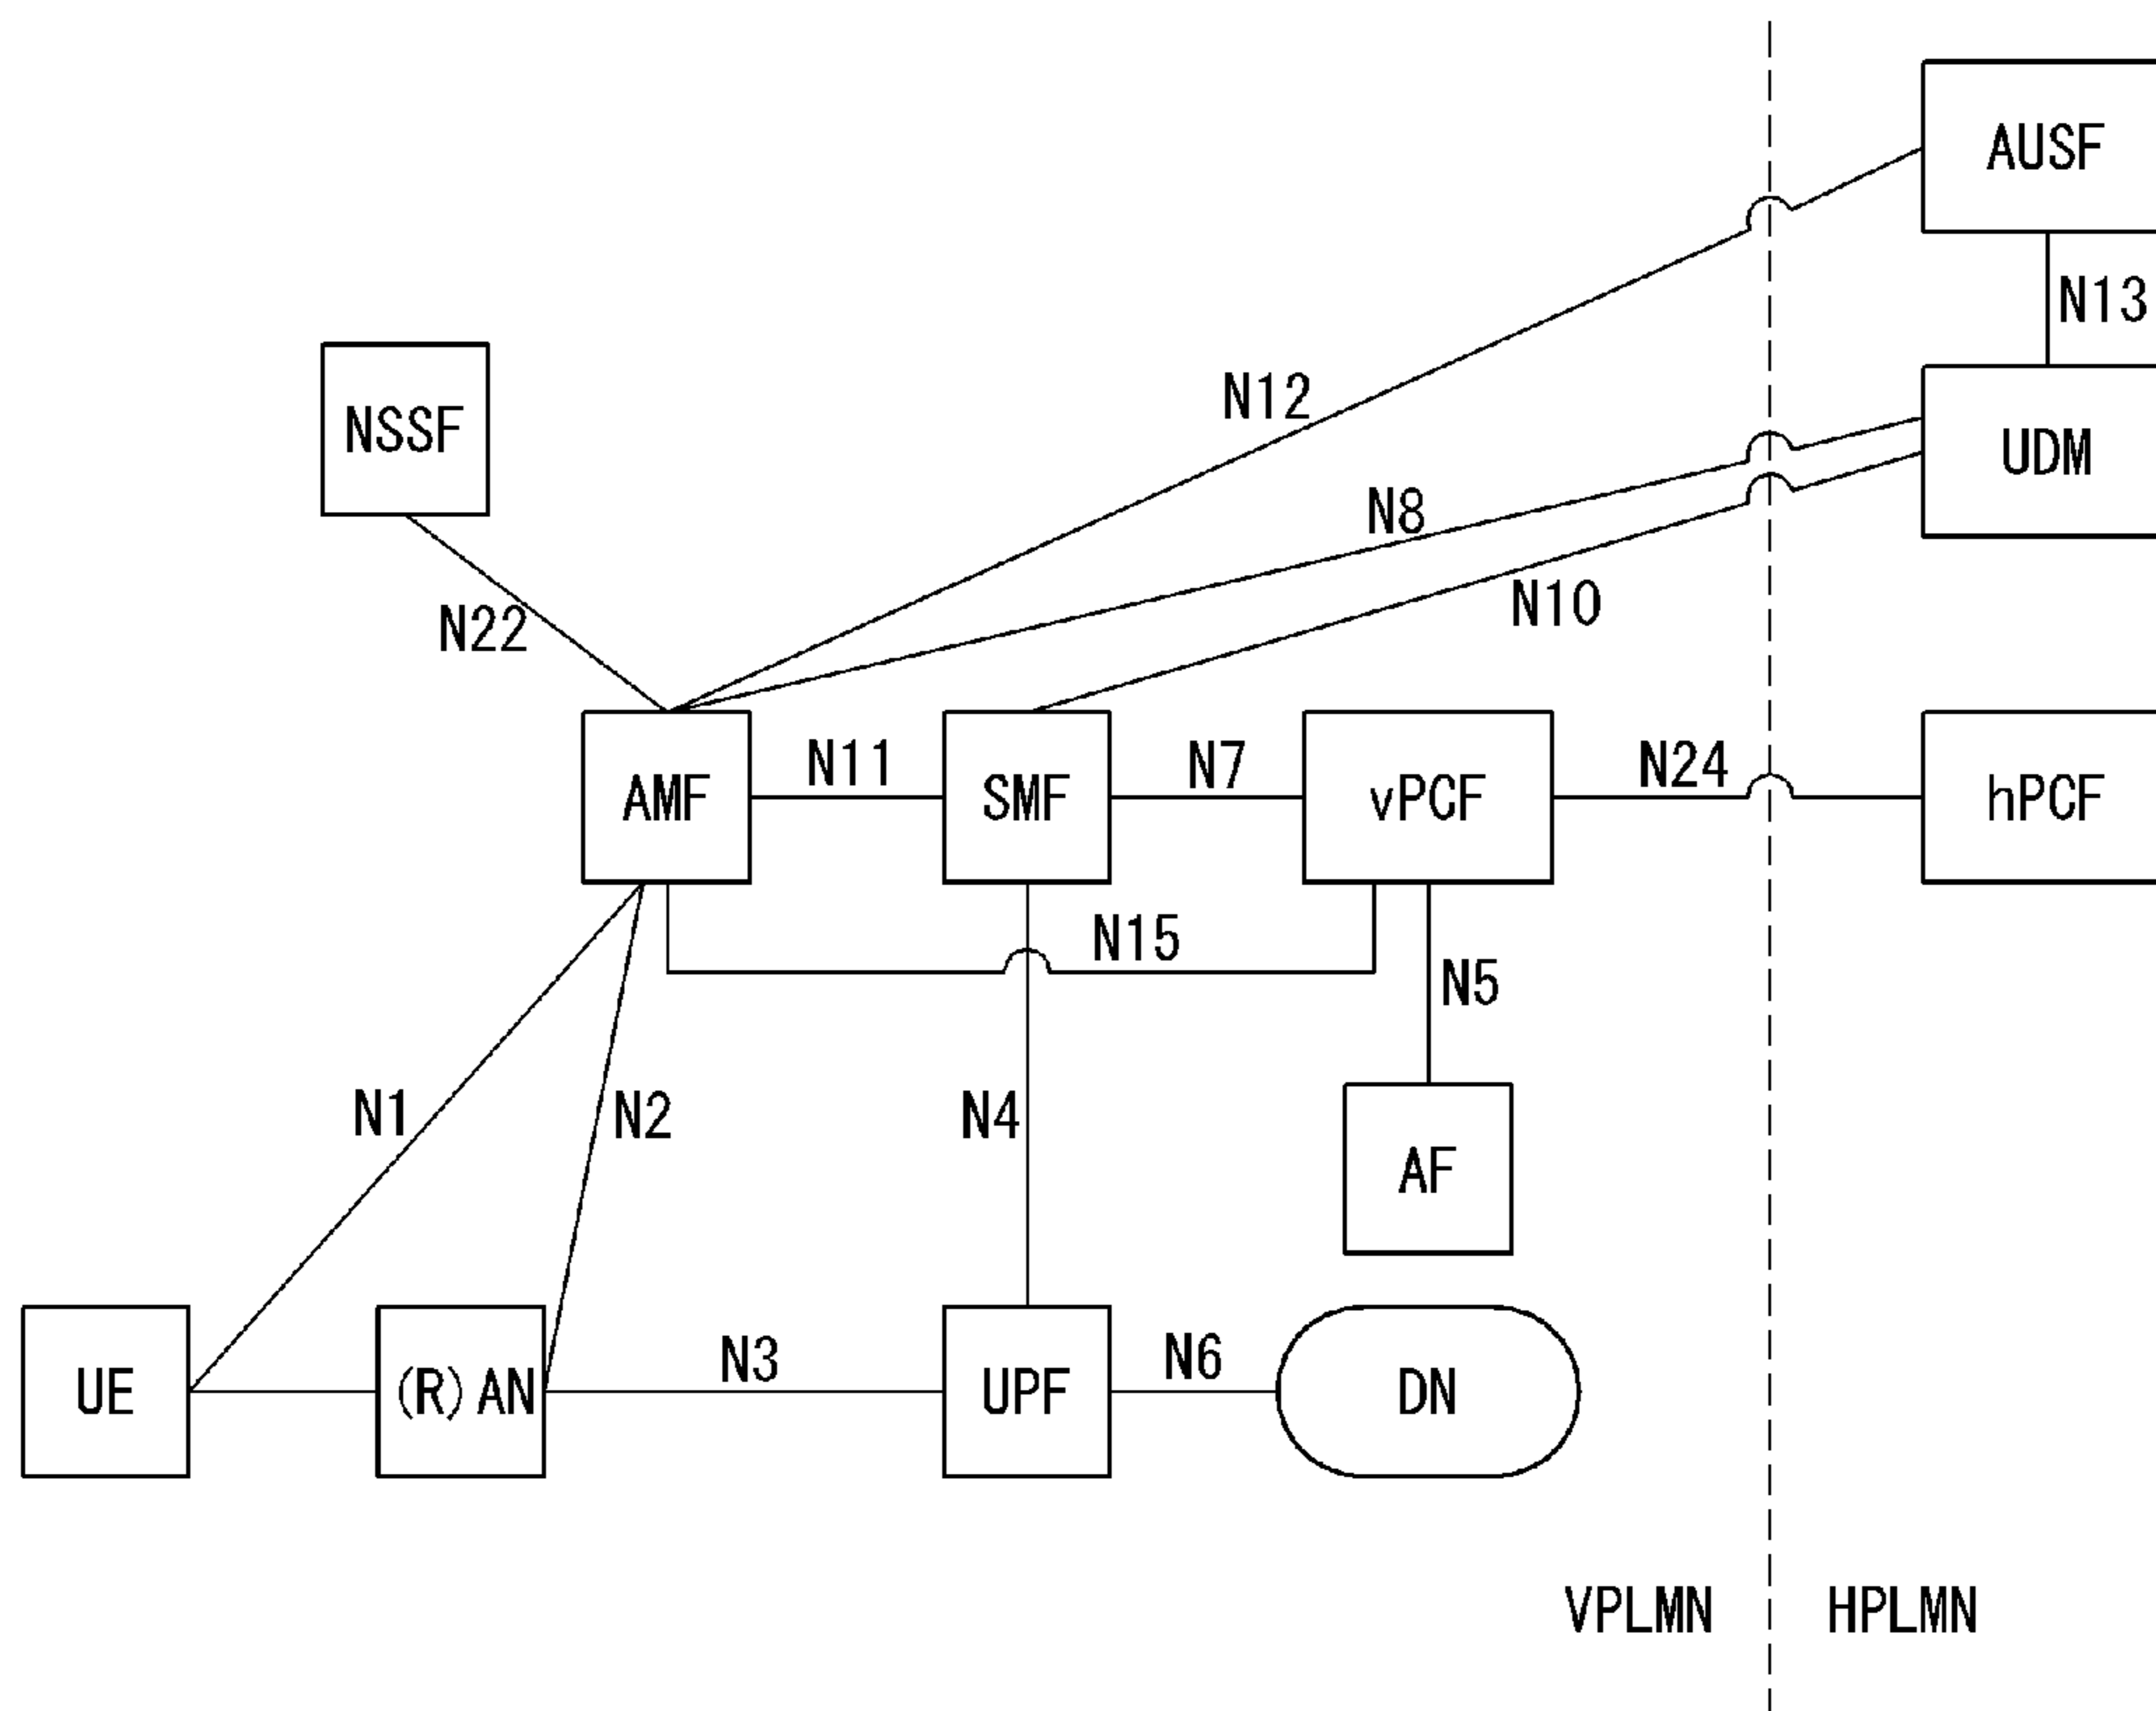 AUSF
N13
N12
NSSF
UDM
N8
N10
N22
AMF
N11
SMF
N7
vPCF
N24
hPCF
N15
N5
N1
N2
N4
AF
UE
(R) AN
N3
UPF
N6
DN
VPLMN
HPLMN